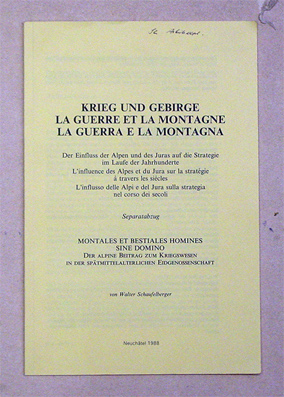 KRIEG UND GEBIRGE
LA GUERRE ET LA MONTAGNE
LA GUERRA E LA MONTAGNA
Der Einfluss der Alpen und des Juras auf die Strategie
im Laufe der Jahrhunderte
L'influence des Alpes et du Jura sur la stratégie
à travers les siècles
L'influsso delle Alpi e del Jura sulla strategia
nel corso dei secoli
Separatabzug
MONTALES ET BESTIALES HOMINES
SINE DOMINO
DER ALPINE BEITRAG ZUM KRIEGSWESEN
IN DER SPÄTMITTELALTERLICHEN EIDGENOSSENSCHAFT
von Walter Schaufelberger
Neuchâtel 1988